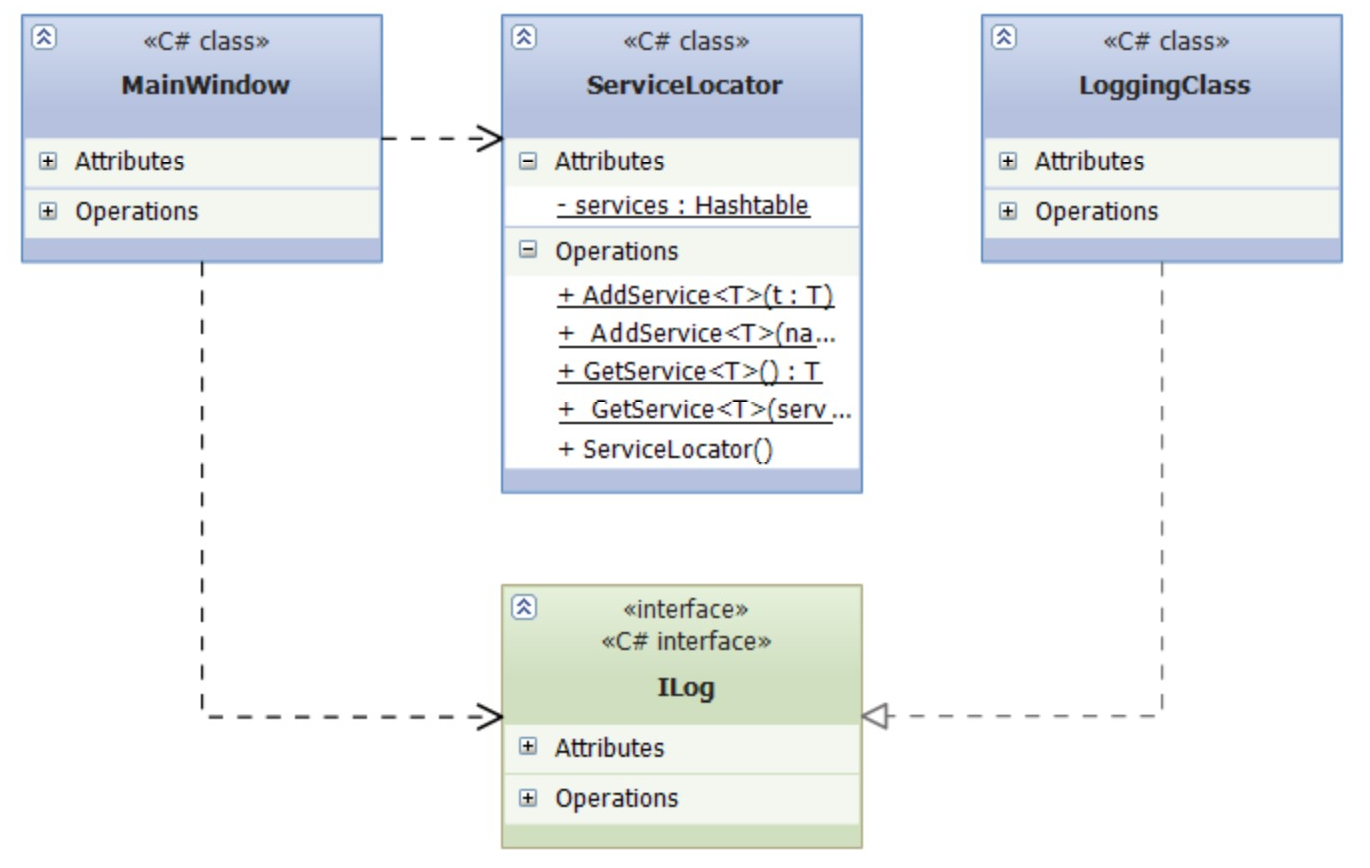 «C# class»
MainWindow
Attributes
Operations
«C# class»
ServiceLocator
Attributes
- services : Hashtable
Operations
+ AddService<T>(t : T)
+ AddService<T>(na...
+ GetService<T>() : T
+ GetService<T>(serv...
+ ServiceLocator()
«C# class»
LoggingClass
Attributes
Operations
«interface»
«C# interface»
ILog
Attributes
Operations